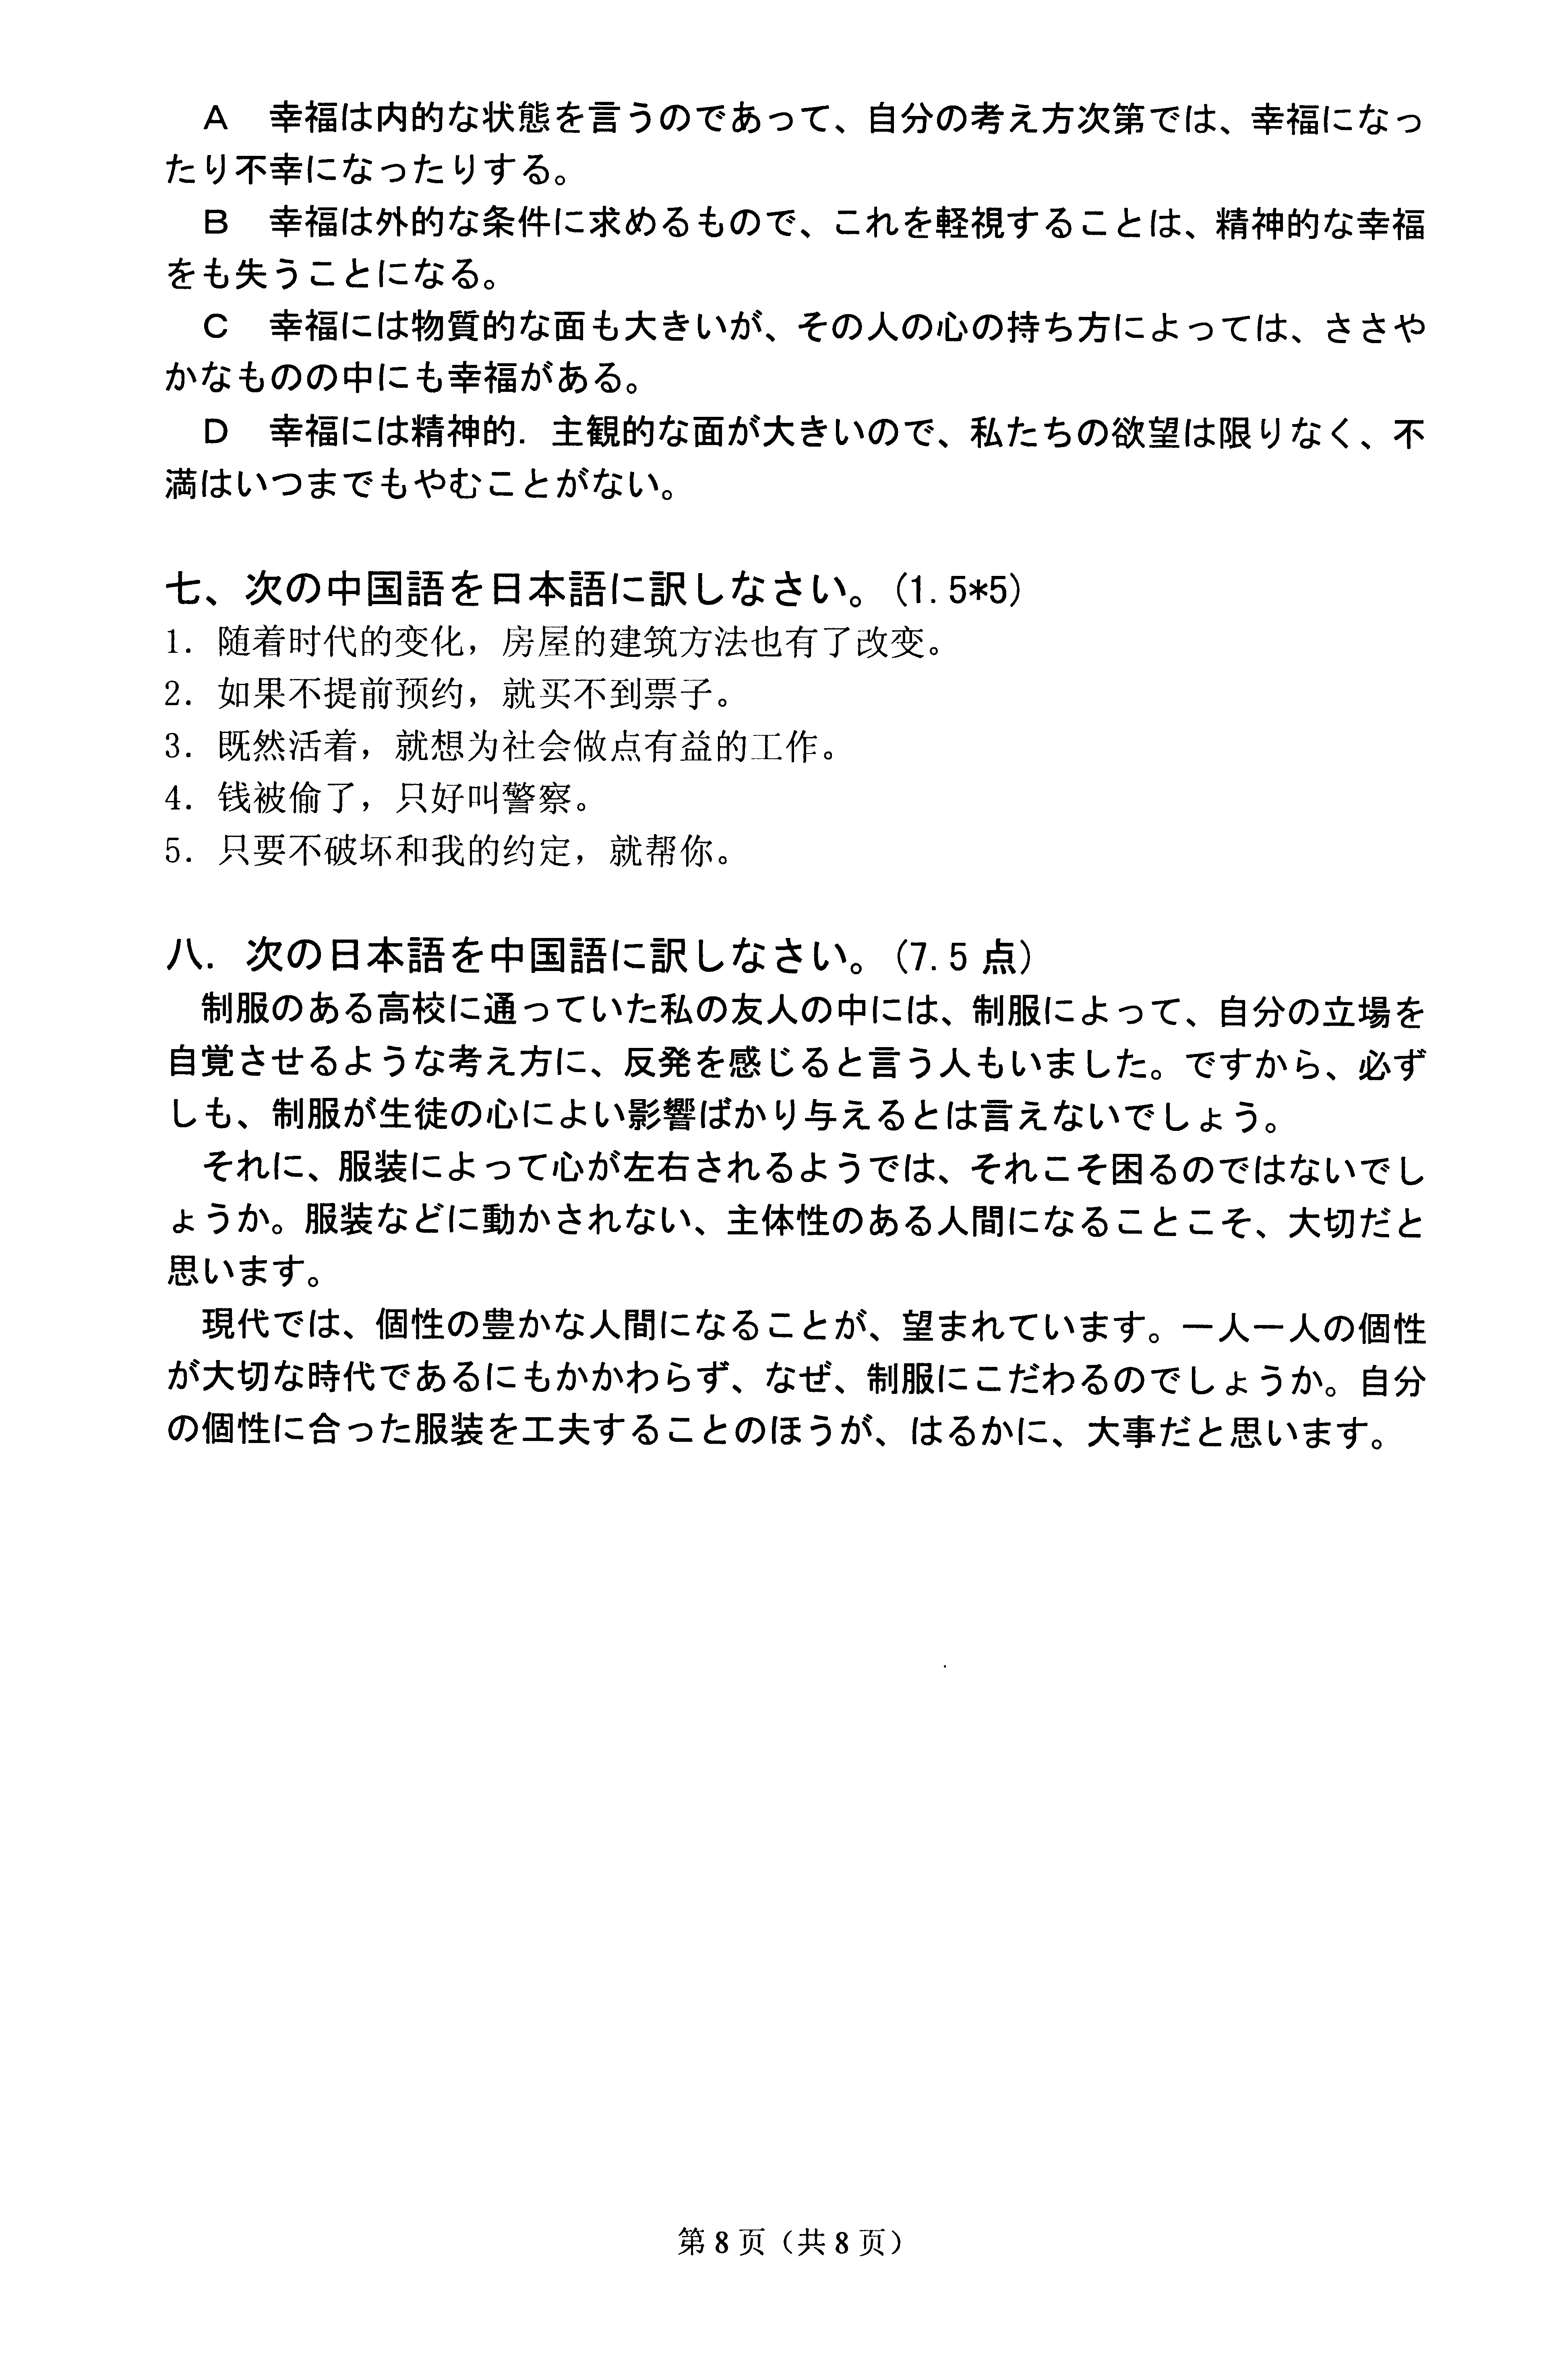 A　幸福は内的な状態を言うのであって、自分の考え方次第では、幸福になっ
たり不幸になったりする。
B　幸福は外的な条件に求めるもので、これを軽視することは、精神的な幸福
をも失うことになる。
C　幸福には物質的な面も大きいが、その人の心の持ち方によっては、ささや
かなものの中にも幸福がある。
D　幸福には精神的．主観的な面が大きいので、私たちの欲望は限りなく、不
満はいつまでもやむことがない。
七、次の中国語を日本語に訳しなさい。(1.5*5)
1．随着时代的变化，房屋的建筑方法也有了改变。
2．如果不提前预约，就买不到票子。
3．既然活着，就想为社会做点有益的工作。
4．钱被偷了，只好叫警察。
5．只要不破坏和我的约定，就帮你。
八．次の日本語を中国語に訳しなさい。(7.5 点)
制服のある高校に通っていた私の友人の中には、制服によって、自分の立場を
自覚させるような考え方に、反発を感じると言う人もいました。ですから、必ず
しも、制服が生徒の心によい影響ばかり与えるとは言えないでしょう。
それに、服装によって心が左右されるようでは、それこそ困るのではないでし
ょうか。服装などに動かされない、主体性のある人間になることこそ、大切だと
思います。
現代では、個性の豊かな人間になることが、望まれています。一人一人の個性
が大切な時代であるにもかかわらず、なぜ、制服にこだわるのでしょうか。自分
の個性に合った服装を工夫することのほうが、はるかに、大事だと思います。
第 8 页（共 8 页）